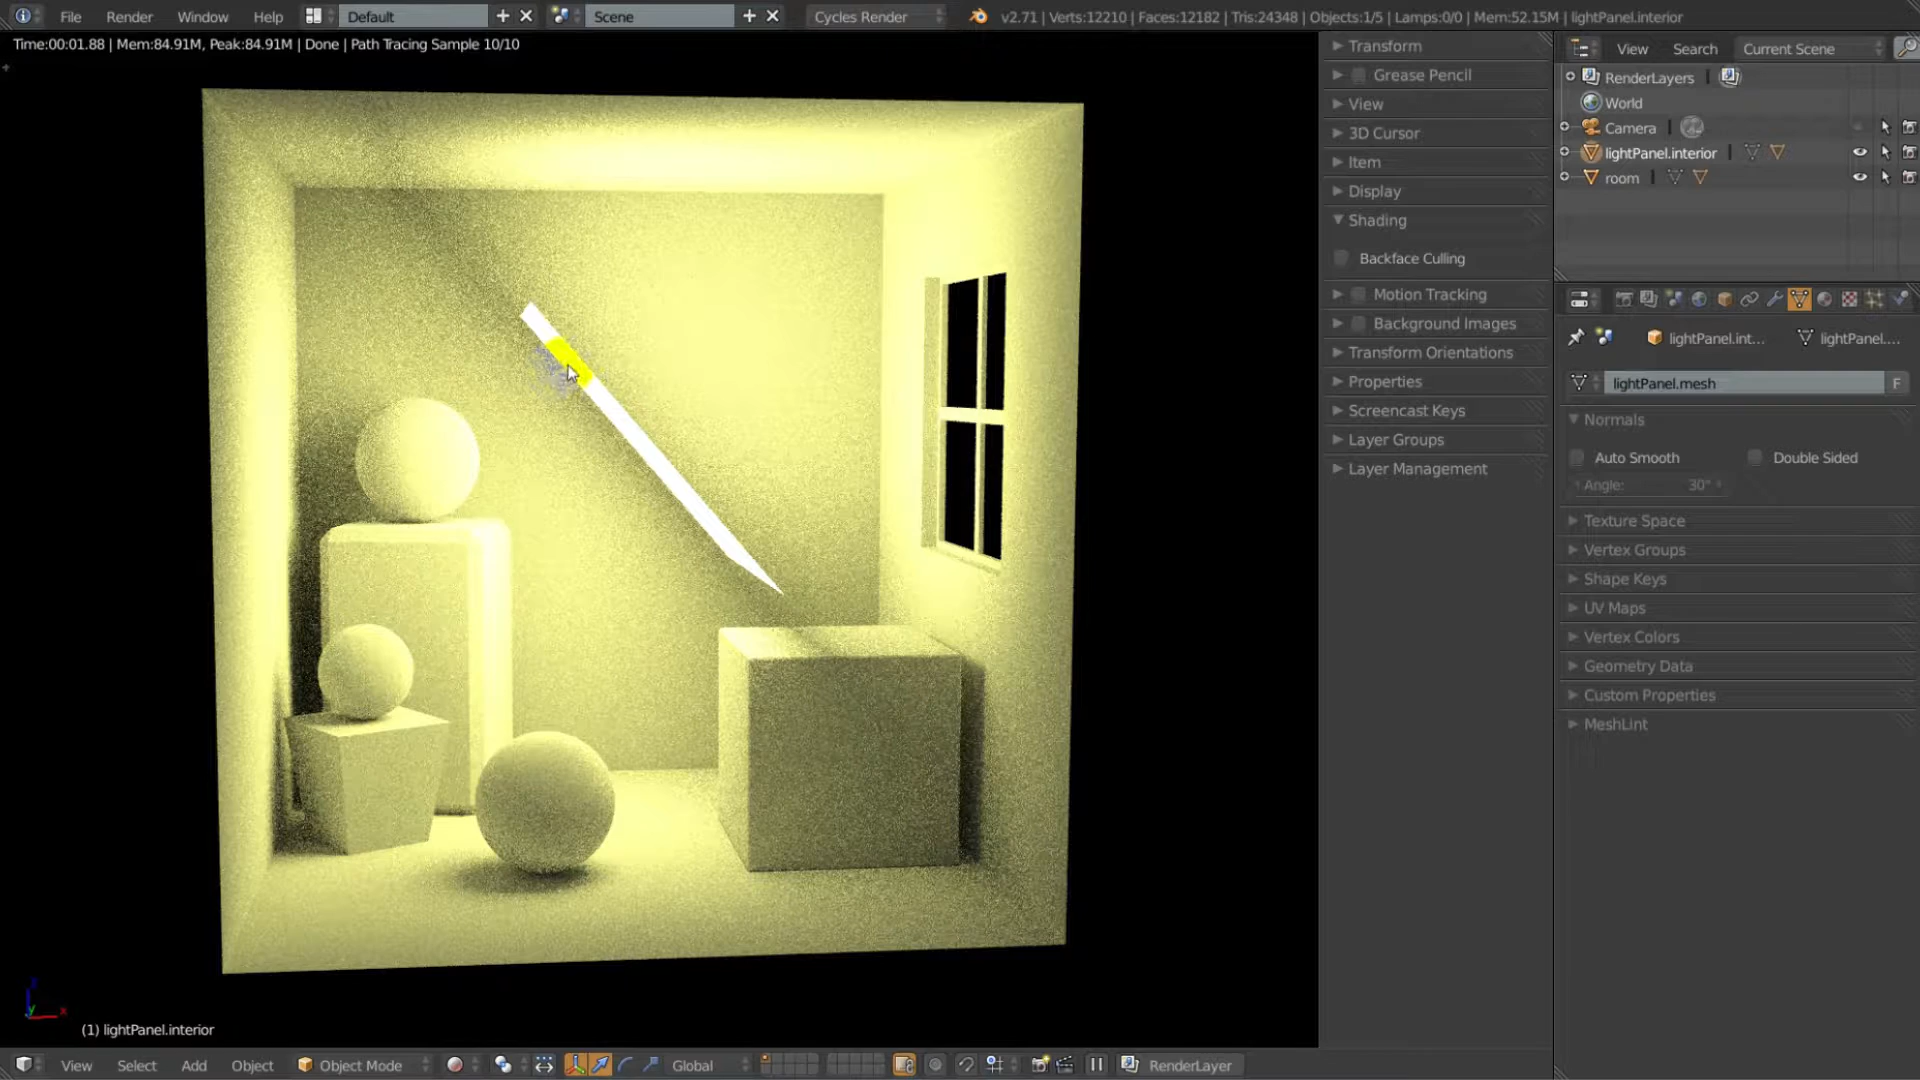 File Render Window Help Default Scene Cycles Render v2.71 | Verts:12210 | Faces:12182 | Tris:24348 | Objects:1/5 | Lamps:0/0 | Mem:52.15M | lightPanel.interior
Time:00:01.88 | Mem:84.91M, Peak:84.91M | Done | Path Tracing Sample 10/10
Transform
Grease Pencil
View
3D Cursor
Item
Display
Shading
Backface Culling
Motion Tracking
Background Images
Transform Orientations
Properties
Screencast Keys
Layer Groups
Layer Management
View Search Current Scene
RenderLayers
World
Camera
lightPanel.interior
room
lightPanel.int... lightPanel....
lightPanel.mesh F
Normals
Auto Smooth Double Sided
Angle: 30°
Texture Space
Vertex Groups
Shape Keys
UV Maps
Vertex Colors
Geometry Data
Custom Properties
MeshLint
z
y x
(1) lightPanel.interior
View Select Add Object Object Mode Global RenderLayer